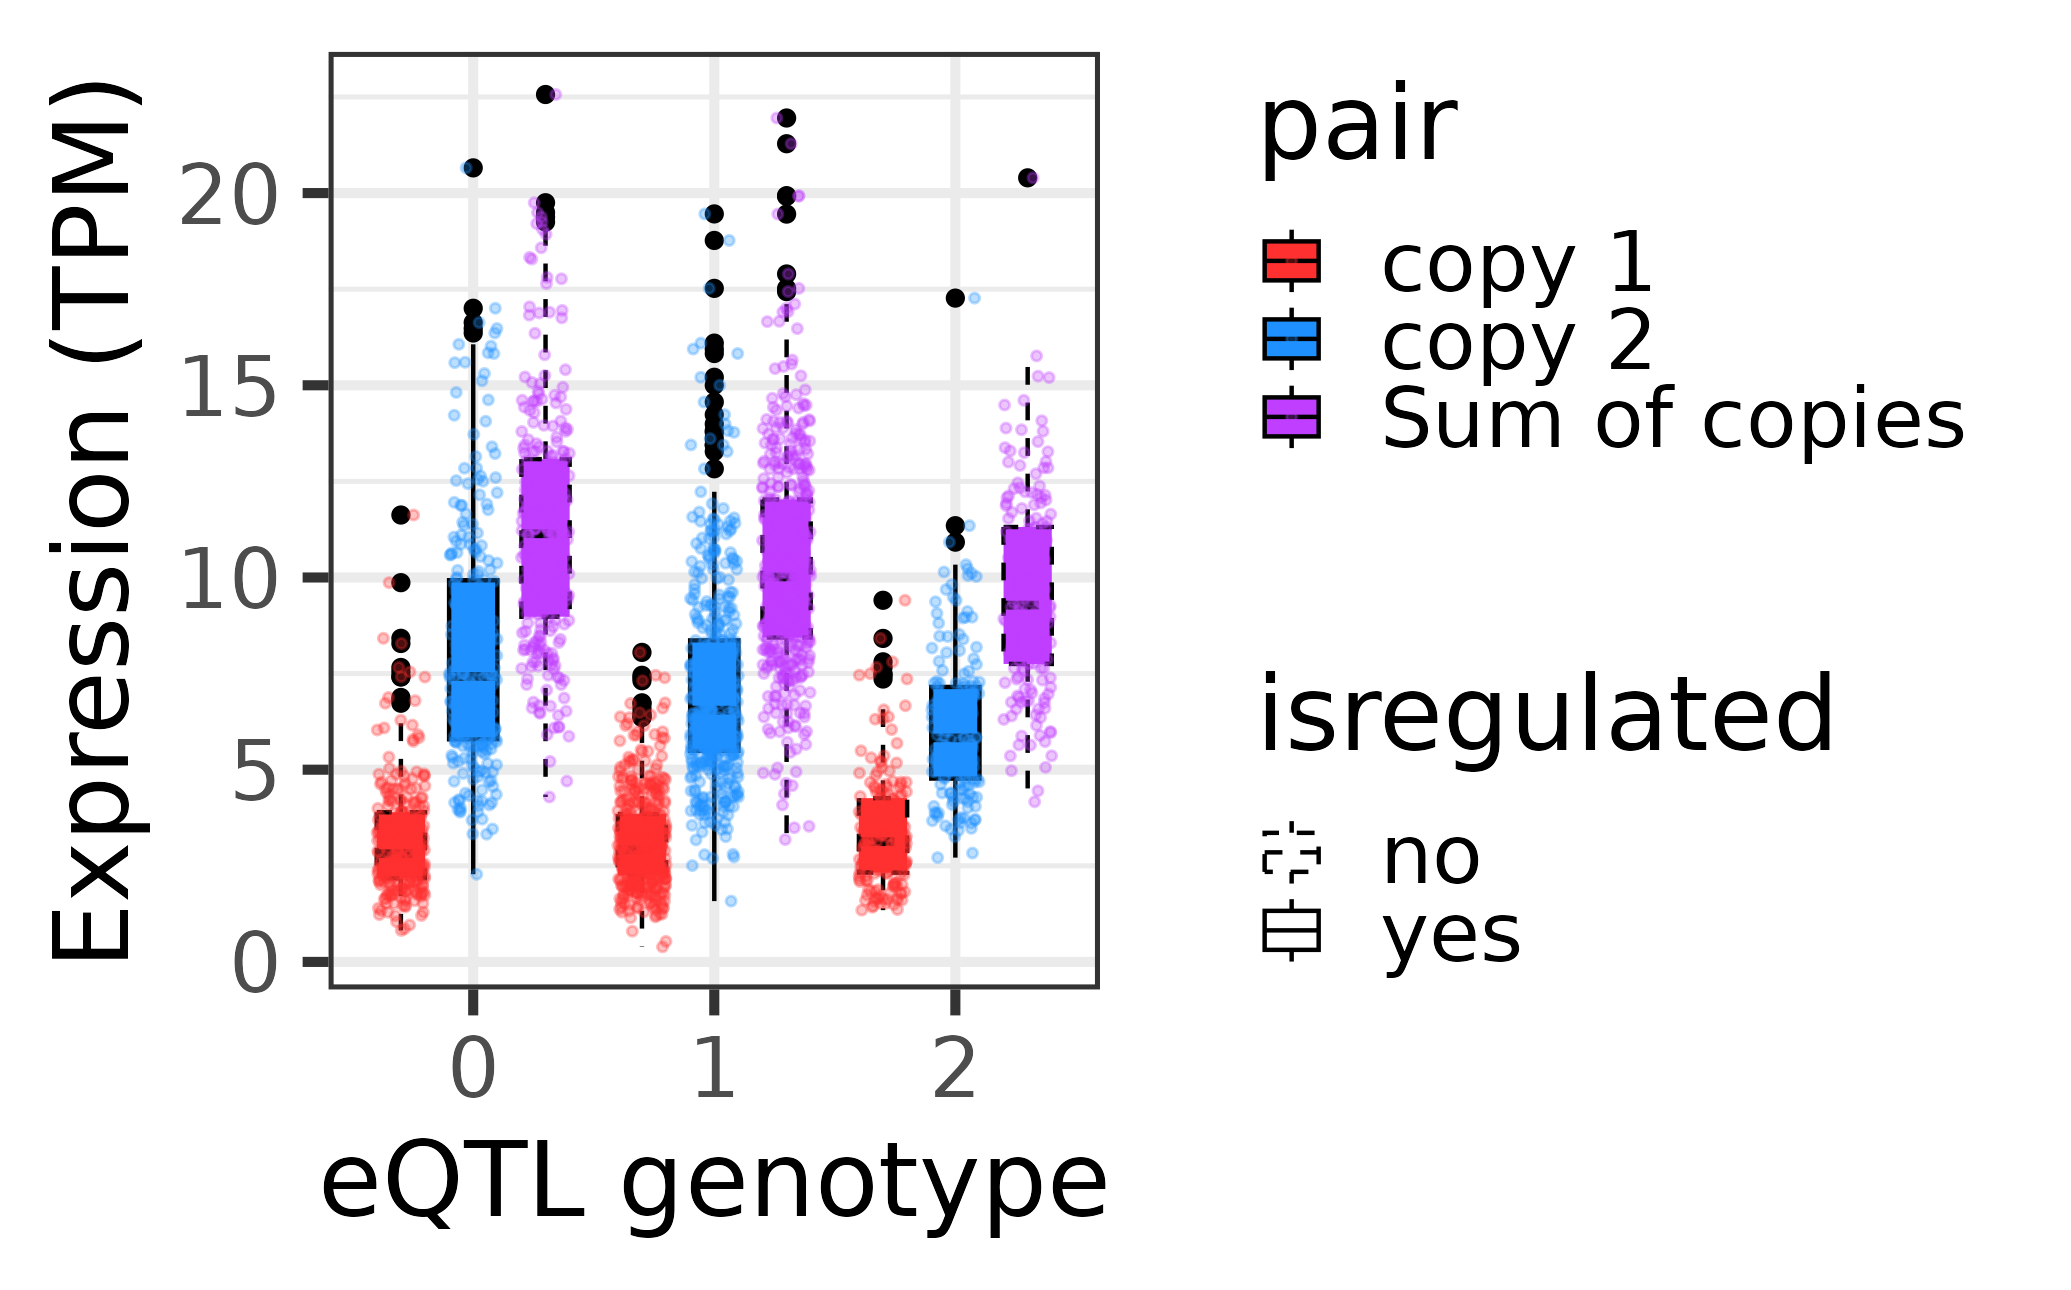 Expression (TPM)
20
15
10
5
0
0 1 2
eQTL genotype
pair
copy 1
copy 2
Sum of copies
isregulated
no
yes